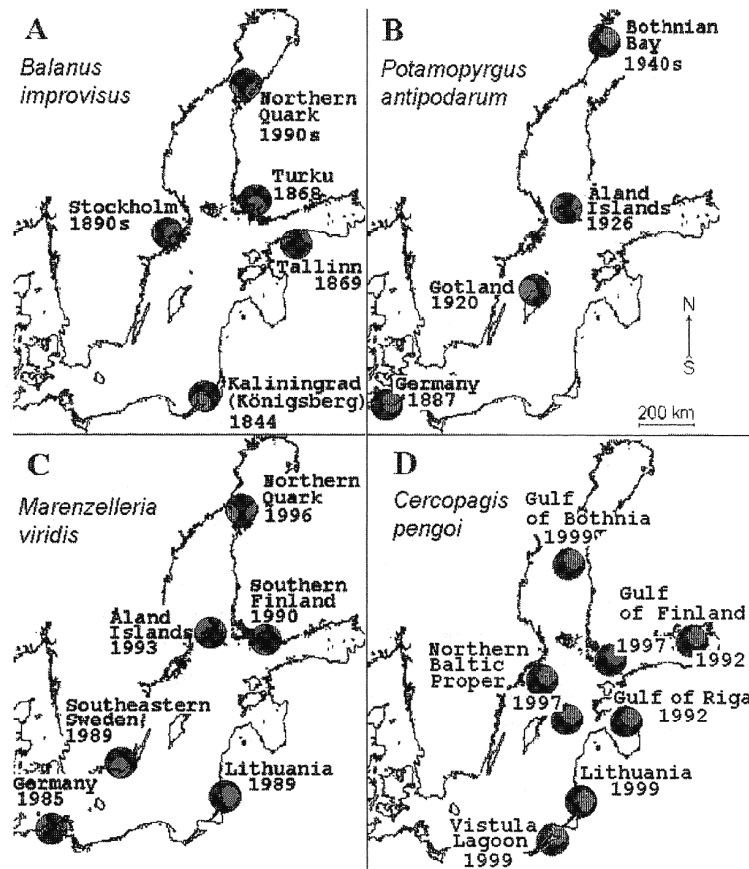 A
Balanus
improvisus
Northern
Quark
1990s
Turku
1868
Stockholm
1890s
Tallinn
1869
Kaliningrad
(Königsberg)
1844
B
Potamopyrgus
antipodarum
Bothnian
Bay
1940s
Åland
Islands
1926
Gotland
1920
Germany
1887
N
S
200 km
C
Marenzelleria
viridis
Northern
Quark
1996
Southern
Finland
1990
Åland
Islands
1993
Southeastern
Sweden
1989
Germany
1985
Lithuania
1989
D
Cercopagis
pengoi
Gulf
of Bothnia
1999
Gulf
of Finland
1997
1992
Northern
Baltic
Proper
1997
Gulf of Riga
1992
Lithuania
1999
Vistula
Lagoon
1999